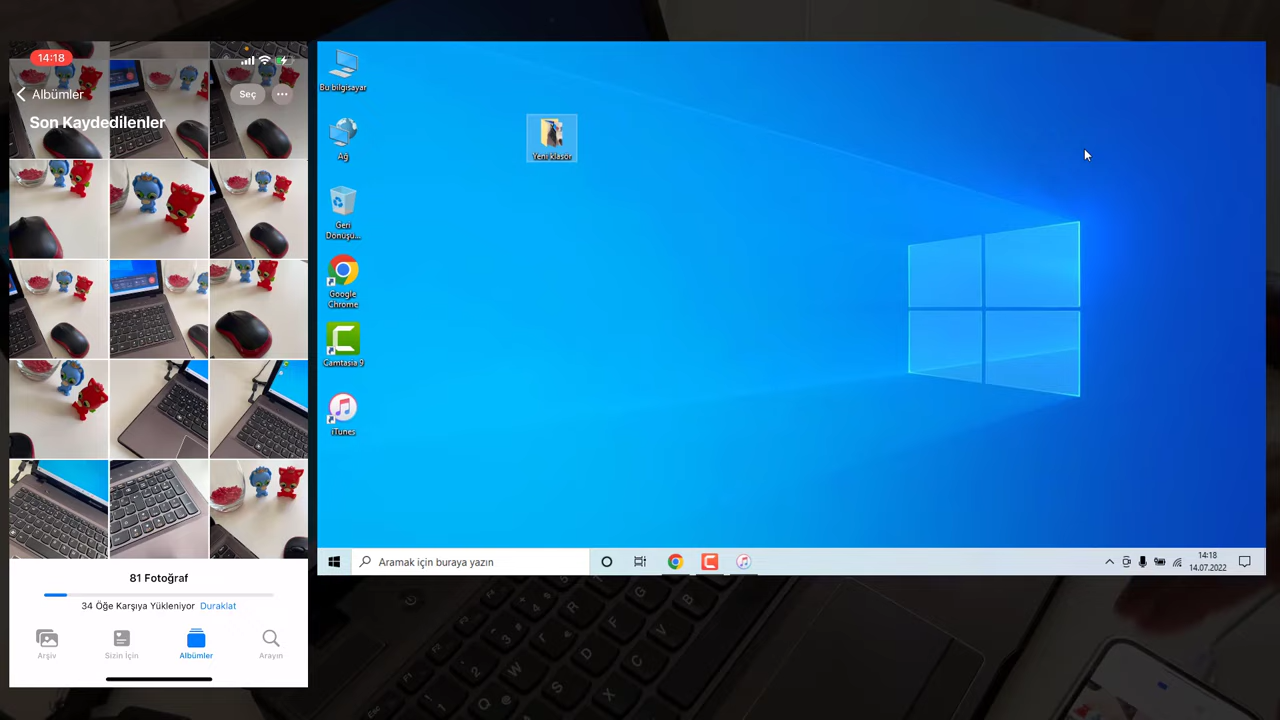 14:18
Albümler
Seç
Son Kaydedilenler
81 Fotoğraf
34 Öğe Karşıya Yükleniyor Duraklat
Arşiv
Sizin İçin
Albümler
Arayın
Bu bilgisayar
Ağ
Geri
Dönüşü...
Google
Chrome
Camtasia 9
iTunes
Yeni klasör
Aramak için buraya yazın
14:18
14.07.2022